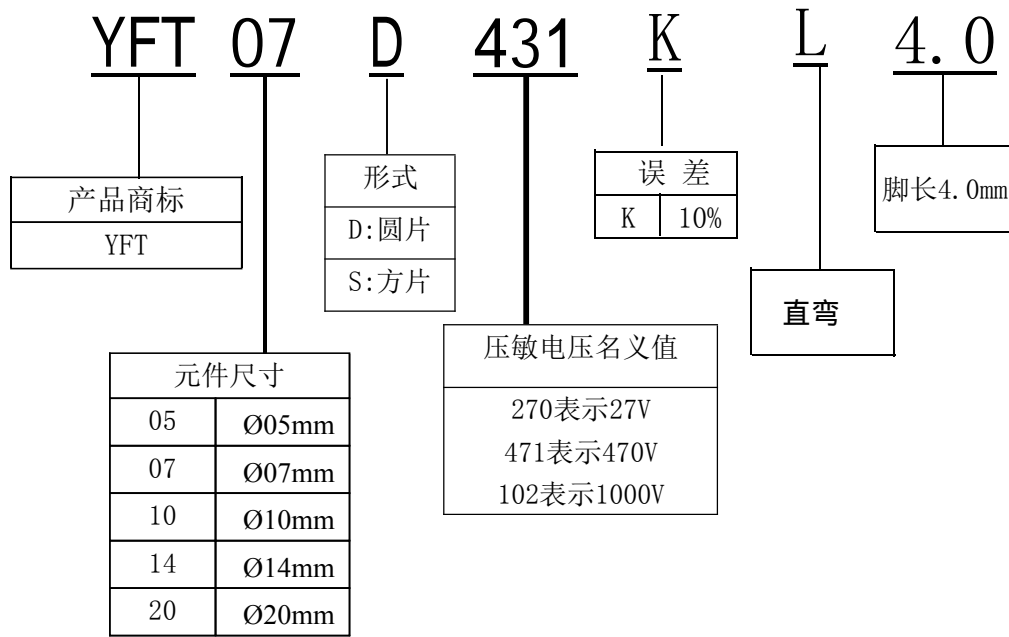 YFT 07 D 431 K L 4.0
产品商标
YFT
形式
D:圆片
S:方片
误 差
K 10%
脚长4.0mm
直弯
元件尺寸
05 Ø05mm
07 Ø07mm
10 Ø10mm
14 Ø14mm
20 Ø20mm
压敏电压名义值
270表示27V
471表示470V
102表示1000V